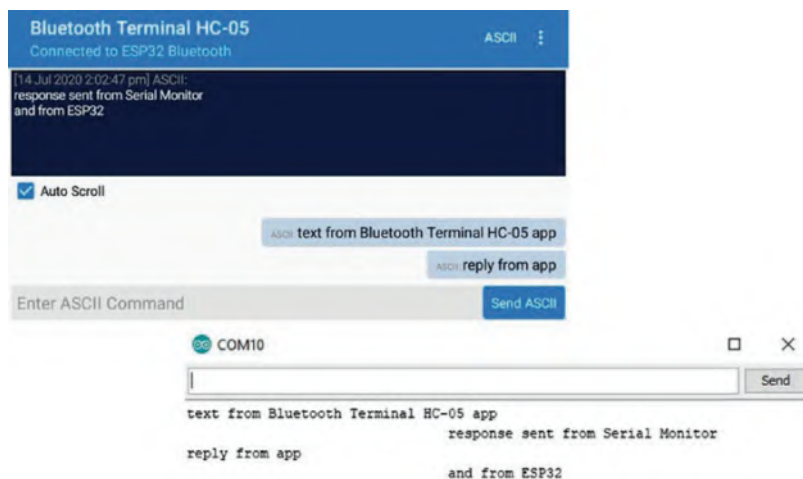 Bluetooth Terminal HC-05
ASCII
Connected to ESP32 Bluetooth
[14 Jul 2020 2:02:47 pm] ASCII:
response sent from Serial Monitor
and from ESP32
Auto Scroll
ASCII: text from Bluetooth Terminal HC-05 app
ASCII: reply from app
Enter ASCII Command
Send ASCII
COM10
Send
text from Bluetooth Terminal HC-05 app
response sent from Serial Monitor
reply from app
and from ESP32